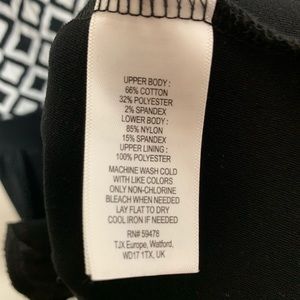 UPPER BODY :
66% COTTON
32% POLYESTER
2% SPANDEX
LOWER BODY :
85% NYLON
15% SPANDEX
UPPER LINING :
100% POLYESTER
MACHINE WASH COLD
WITH LIKE COLORS
ONLY NON-CHLORINE
BLEACH WHEN NEEDED
LAY FLAT TO DRY
COOL IRON IF NEEDED
RN# 59478
TJX Europe, Watford,
WD17 1TX, UK